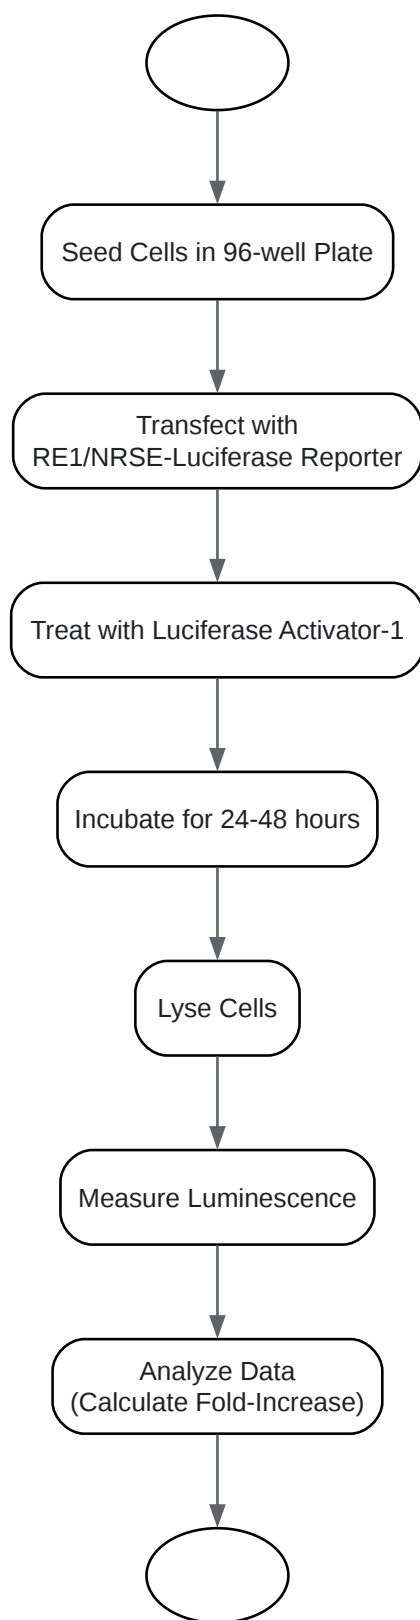 Seed Cells in 96-well Plate
Transfect with
RE1/NRSE-Luciferase Reporter
Treat with Luciferase Activator-1
Incubate for 24-48 hours
Lyse Cells
Measure Luminescence
Analyze Data
(Calculate Fold-Increase)